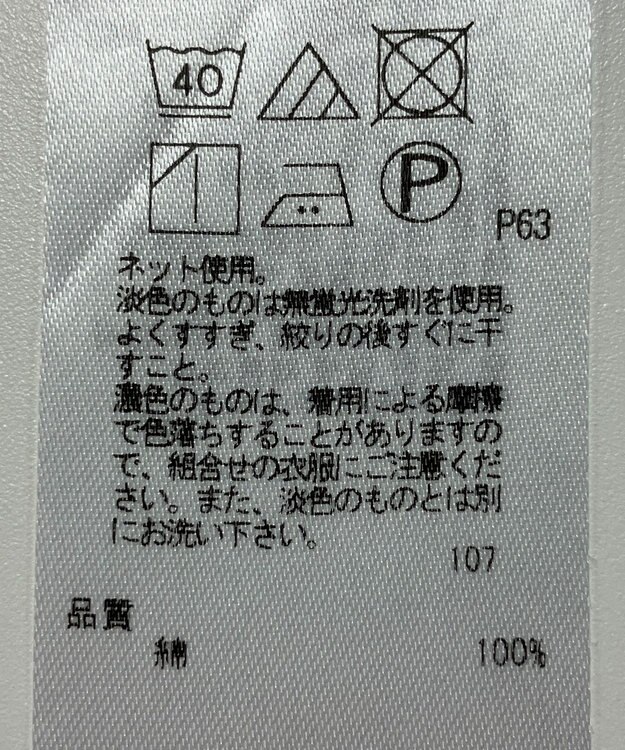 40
P
P63
ネット使用。
淡色のものは無蛍光洗剤を使用。
よくすすぎ、絞りの後すぐに干
すこと。
濃色のものは、着用による摩擦
で色落ちすることがありますの
で、組合せの衣服にご注意くだ
さい。また、淡色のものとは別
にお洗い下さい。
107
品質
綿 100%